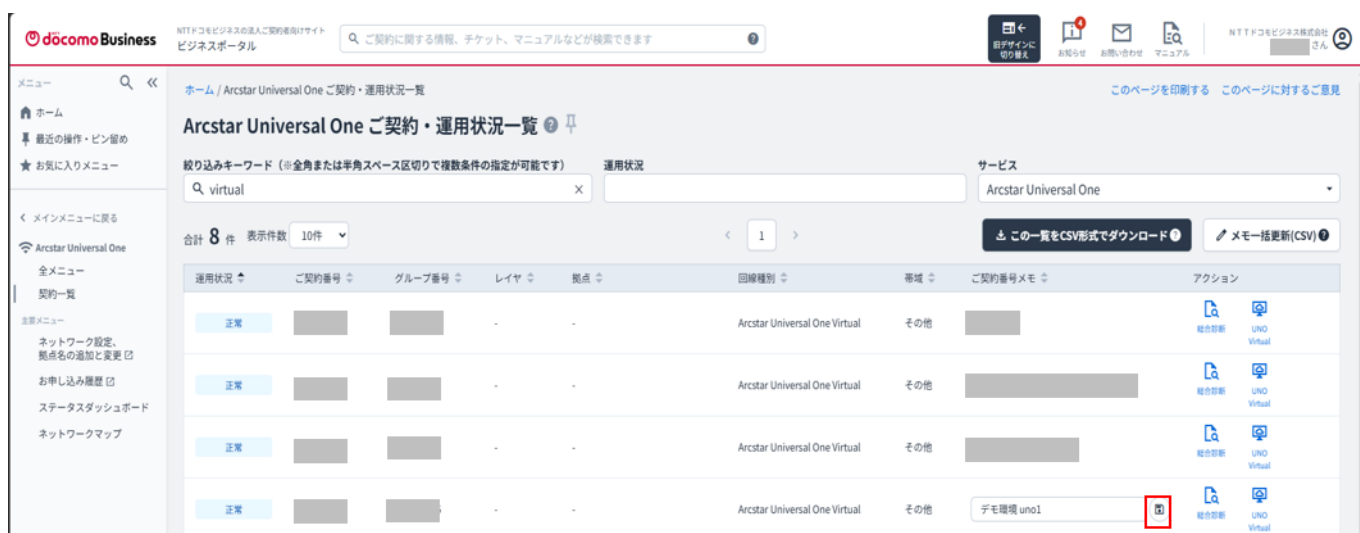 döcomo Business
NTTドコモビジネスの法人ご契約者向けサイト
ビジネスポータル
ご契約に関する情報、チケット、マニュアルなどが検索できます
旧デザインに
切り替え
4
お知らせ
お問い合わせ
マニュアル
NTTドコモビジネス株式会社
さん
メニュー
ホーム
最近の操作・ピン留め
お気に入りメニュー
メインメニューに戻る
Arcstar Universal One
全メニュー
契約一覧
主要メニュー
ネットワーク設定、
拠点名の追加と変更
お申し込み履歴
ステータスダッシュボード
ネットワークマップ
ホーム / Arcstar Universal One ご契約・運用状況一覧
このページを印刷する このページに対するご意見
Arcstar Universal One ご契約・運用状況一覧
絞り込みキーワード（※全角または半角スペース区切りで複数条件の指定が可能です） 運用状況 サービス
virtual × Arcstar Universal One
合計 8 件 表示件数 10件 < 1 > この一覧をCSV形式でダウンロード メモ一括更新(CSV)
運用状況 ご契約番号 グループ番号 レイヤ 拠点 回線種別 帯域 ご契約番号メモ アクション
正常 - - Arcstar Universal One Virtual その他 総合診断 UNO
Virtual
正常 - - Arcstar Universal One Virtual その他 総合診断 UNO
Virtual
正常 - - Arcstar Universal One Virtual その他 総合診断 UNO
Virtual
正常 - - Arcstar Universal One Virtual その他 デモ環境 uno1 総合診断 UNO
Virtual